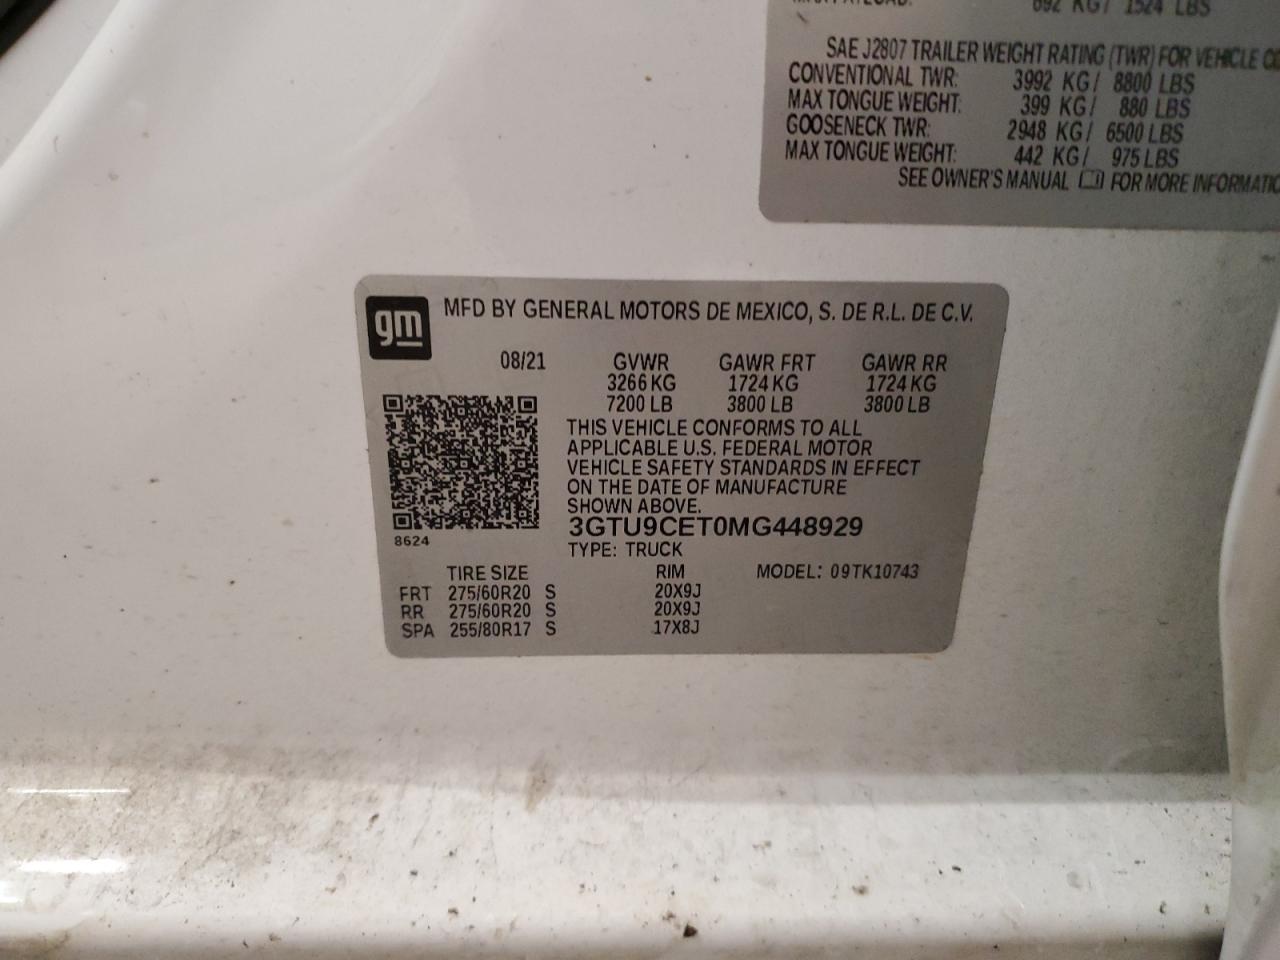 692 KG/ 1524 LBS
SAE J2807 TRAILER WEIGHT RATING (TWR) FOR VEHICLE
CONVENTIONAL TWR: 3992 KG/ 8800 LBS
MAX TONGUE WEIGHT: 399 KG/ 880 LBS
GOOSENECK TWR: 2948 KG/ 6500 LBS
MAX TONGUE WEIGHT: 442 KG/ 975 LBS
SEE OWNER'S MANUAL FOR MORE INFORMATIO
gm
MFD BY GENERAL MOTORS DE MEXICO, S. DE R.L. DE C.V.
08/21 GVWR GAWR FRT GAWR RR
3266 KG 1724 KG 1724 KG
7200 LB 3800 LB 3800 LB
THIS VEHICLE CONFORMS TO ALL
APPLICABLE U.S. FEDERAL MOTOR
VEHICLE SAFETY STANDARDS IN EFFECT
ON THE DATE OF MANUFACTURE
SHOWN ABOVE.
3GTU9CET0MG448929
8624
TYPE: TRUCK
TIRE SIZE RIM MODEL: 09TK10743
FRT 275/60R20 S 20X9J
RR 275/60R20 S 20X9J
SPA 255/80R17 S 17X8J